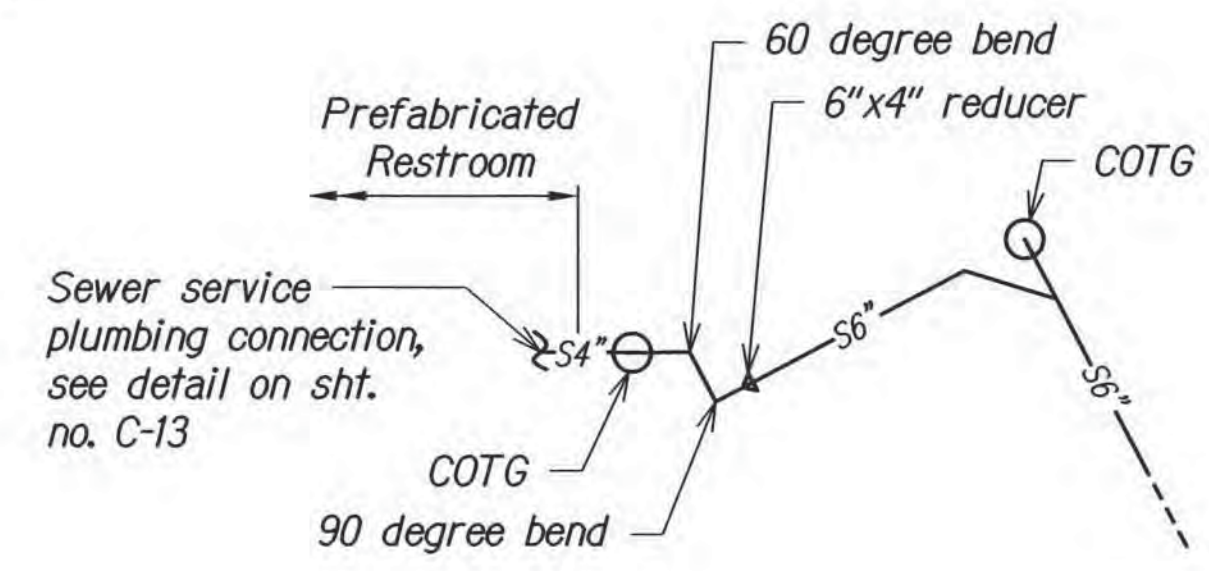 60 degree bend
6"x4" reducer
Prefabricated
Restroom
COTG
Sewer service
plumbing connection,
see detail on sht.
no. C-13
S4"
S6"
S6"
COTG
90 degree bend